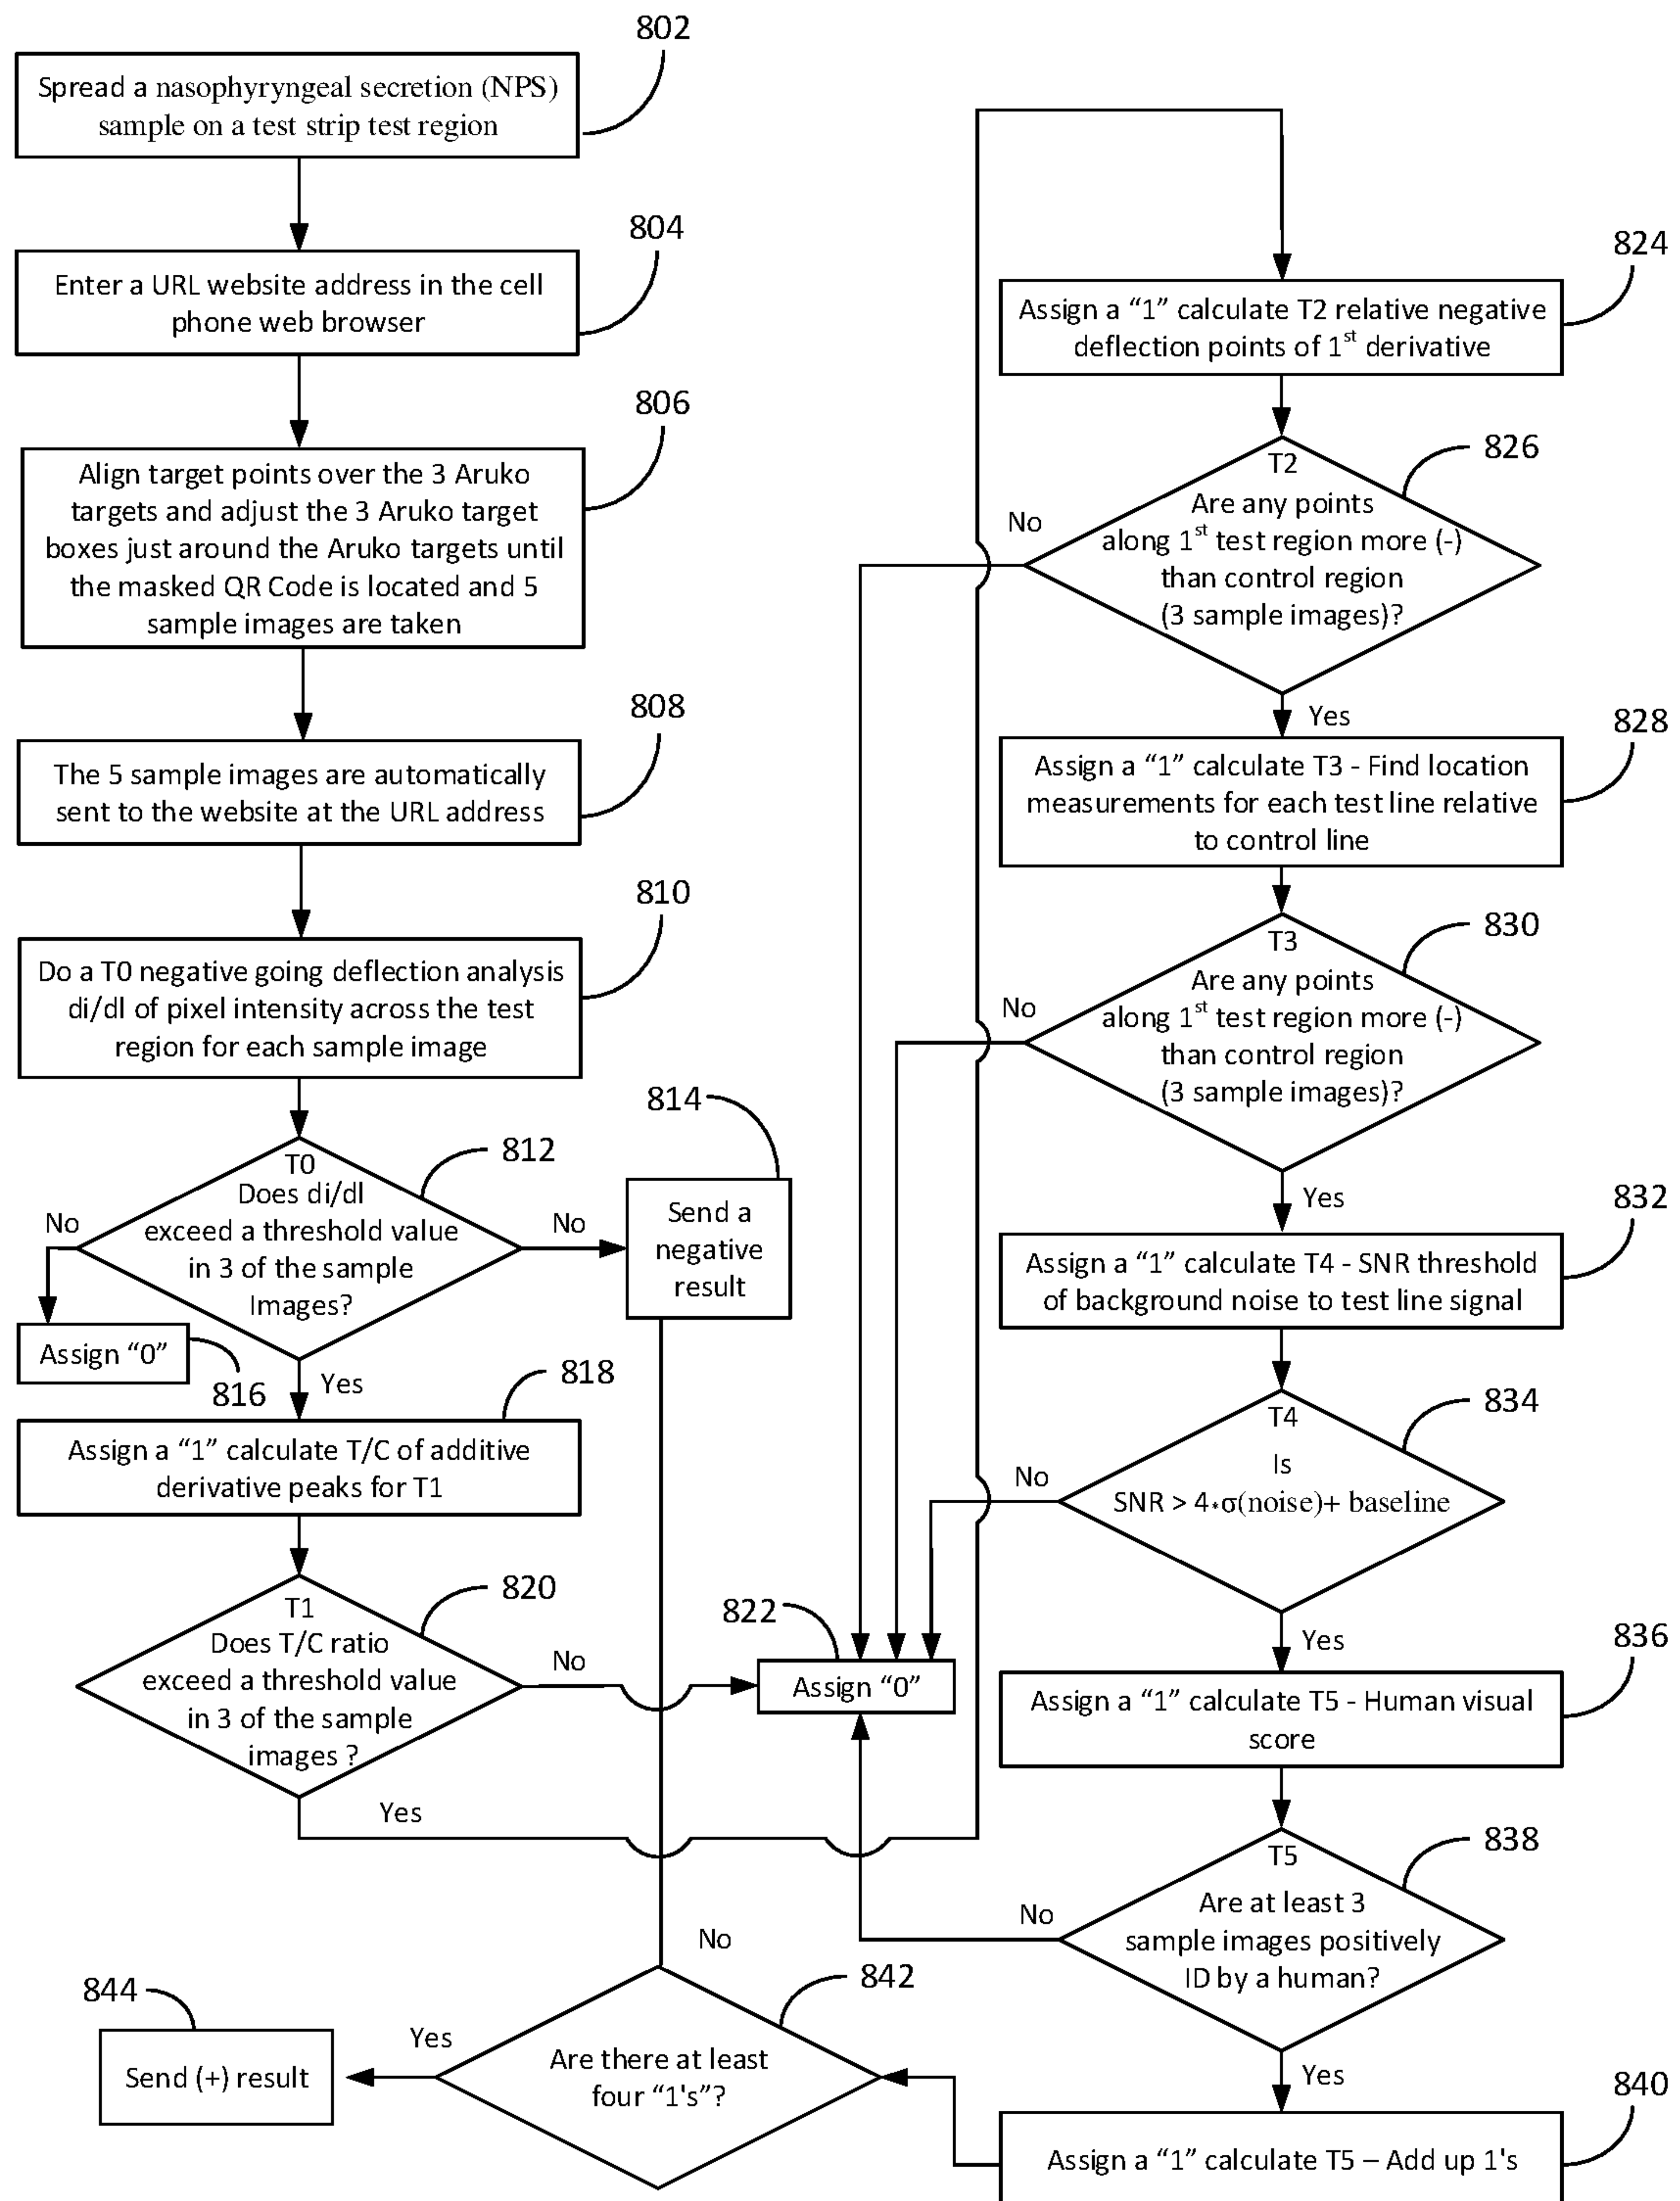 802
Spread a nasophyryngeal secretion (NPS)
sample on a test strip test region
804
Enter a URL website address in the cell
phone web browser
806
Align target points over the 3 Aruko
targets and adjust the 3 Aruko target
boxes just around the Aruko targets until
the masked QR Code is located and 5
sample images are taken
808
The 5 sample images are automatically
sent to the website at the URL address
810
Do a T0 negative going deflection analysis
di/dl of pixel intensity across the test
region for each sample image
812
T0
Does di/dl
exceed a threshold value
in 3 of the sample
Images?
No
No
814
Send a
negative
result
Assign “0”
816
Yes
818
Assign a “1” calculate T/C of additive
derivative peaks for T1
820
T1
Does T/C ratio
exceed a threshold value
in 3 of the sample
images ?
No
Yes
822
Assign “0”
824
Assign a “1” calculate T2 relative negative
deflection points of 1st derivative
826
T2
Are any points
along 1st test region more (-)
than control region
(3 sample images)?
No
Yes
828
Assign a “1” calculate T3 - Find location
measurements for each test line relative
to control line
830
T3
Are any points
along 1st test region more (-)
than control region
(3 sample images)?
No
Yes
832
Assign a “1” calculate T4 - SNR threshold
of background noise to test line signal
834
T4
Is
SNR > 4*σ(noise)+ baseline
No
Yes
836
Assign a “1” calculate T5 - Human visual
score
838
T5
Are at least 3
sample images positively
ID by a human?
No
Yes
840
Assign a “1” calculate T5 – Add up 1's
842
Are there at least
four “1's”?
No
Yes
844
Send (+) result